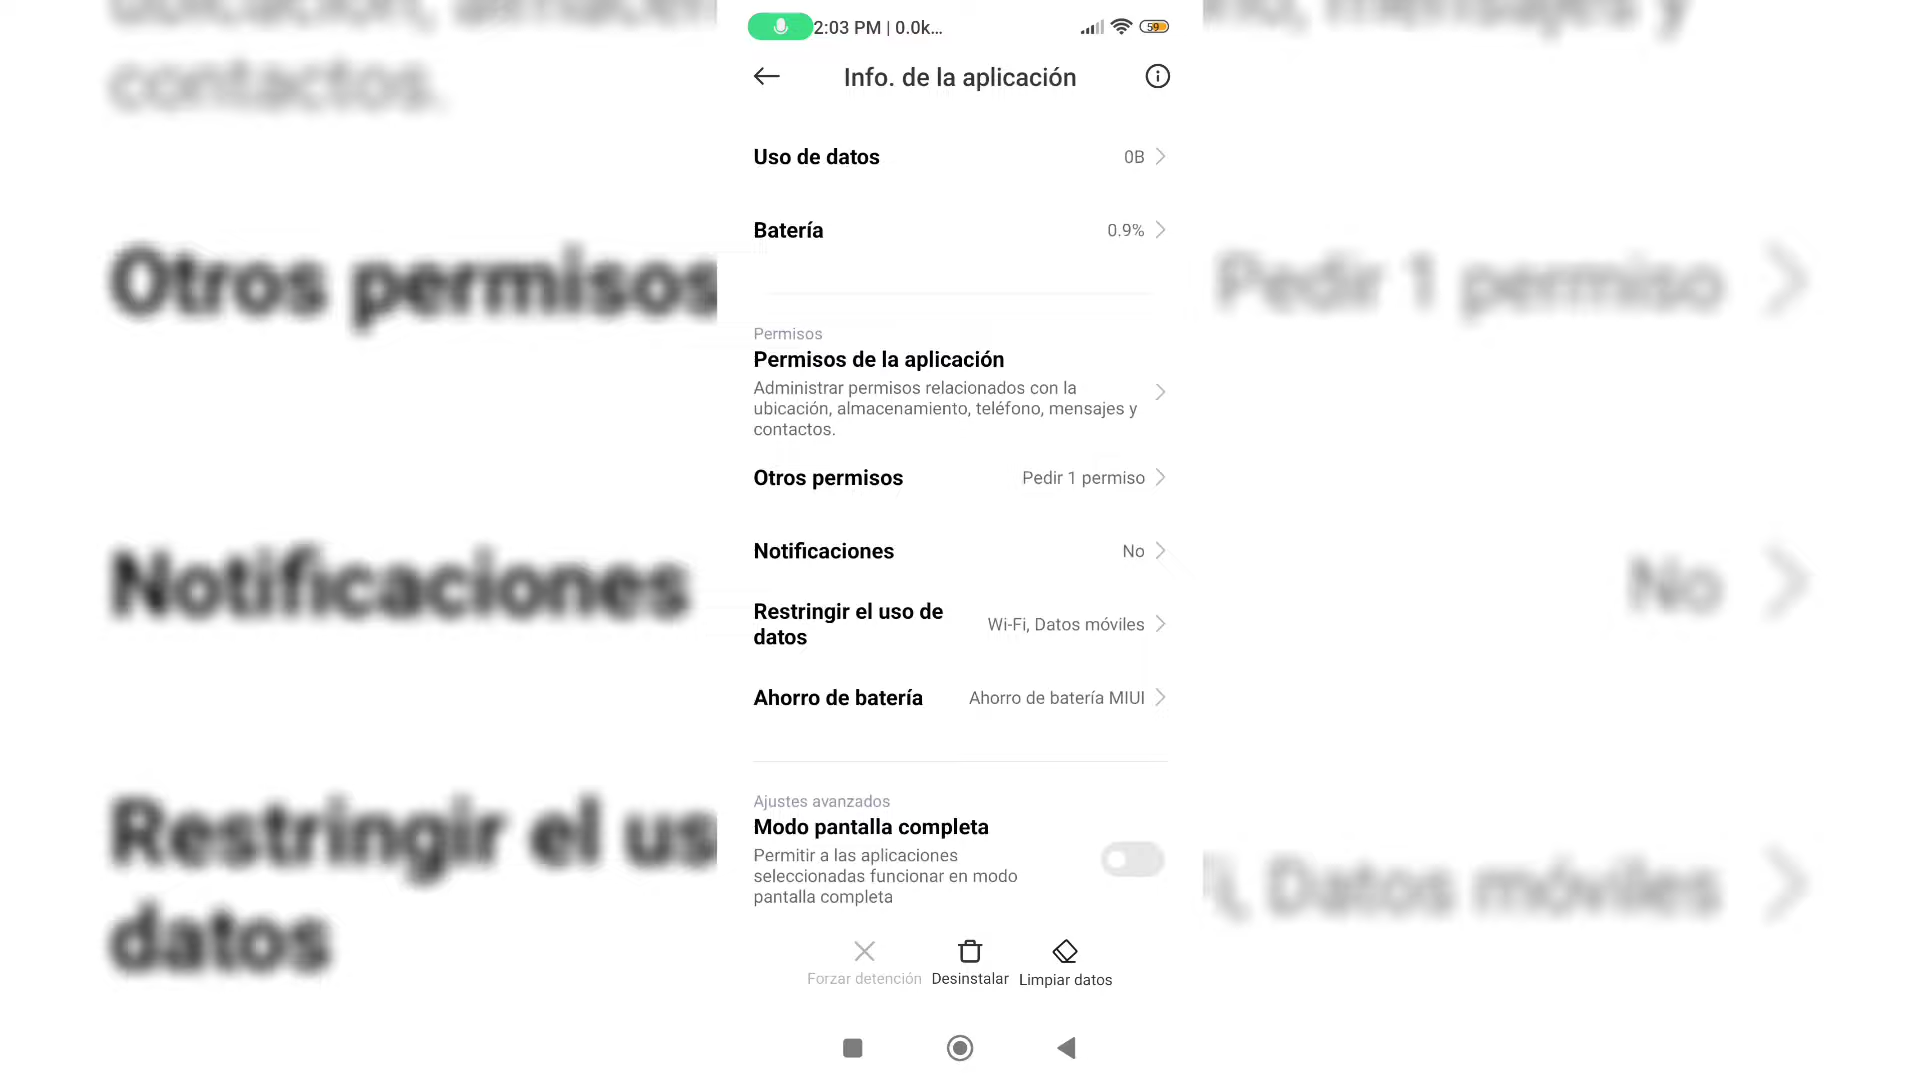 2:03 PM | 0.0k...
59
Info. de la aplicación
Uso de datos
0B
Batería
0.9%
Permisos
Permisos de la aplicación
Administrar permisos relacionados con la
ubicación, almacenamiento, teléfono, mensajes y
contactos.
Otros permisos
Pedir 1 permiso
Notificaciones
No
Restringir el uso de
datos
Wi-Fi, Datos móviles
Ahorro de batería
Ahorro de batería MIUI
Ajustes avanzados
Modo pantalla completa
Permitir a las aplicaciones
seleccionadas funcionar en modo
pantalla completa
Forzar detención
Desinstalar
Limpiar datos
contactos.
Otros permisos
Pedir 1 permiso
Notificaciones
No
Restringir el us
datos
Datos móviles